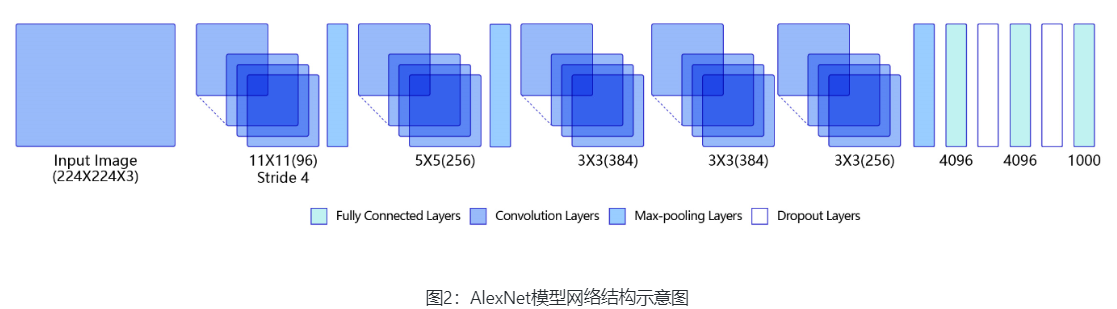 Input Image
(224X224X3)
11X11(96)
Stride 4
5X5(256)
3X3(384)
3X3(384)
3X3(256)
4096
4096
1000
Fully Connected Layers
Convolution Layers
Max-pooling Layers
Dropout Layers
图2：AlexNet模型网络结构示意图